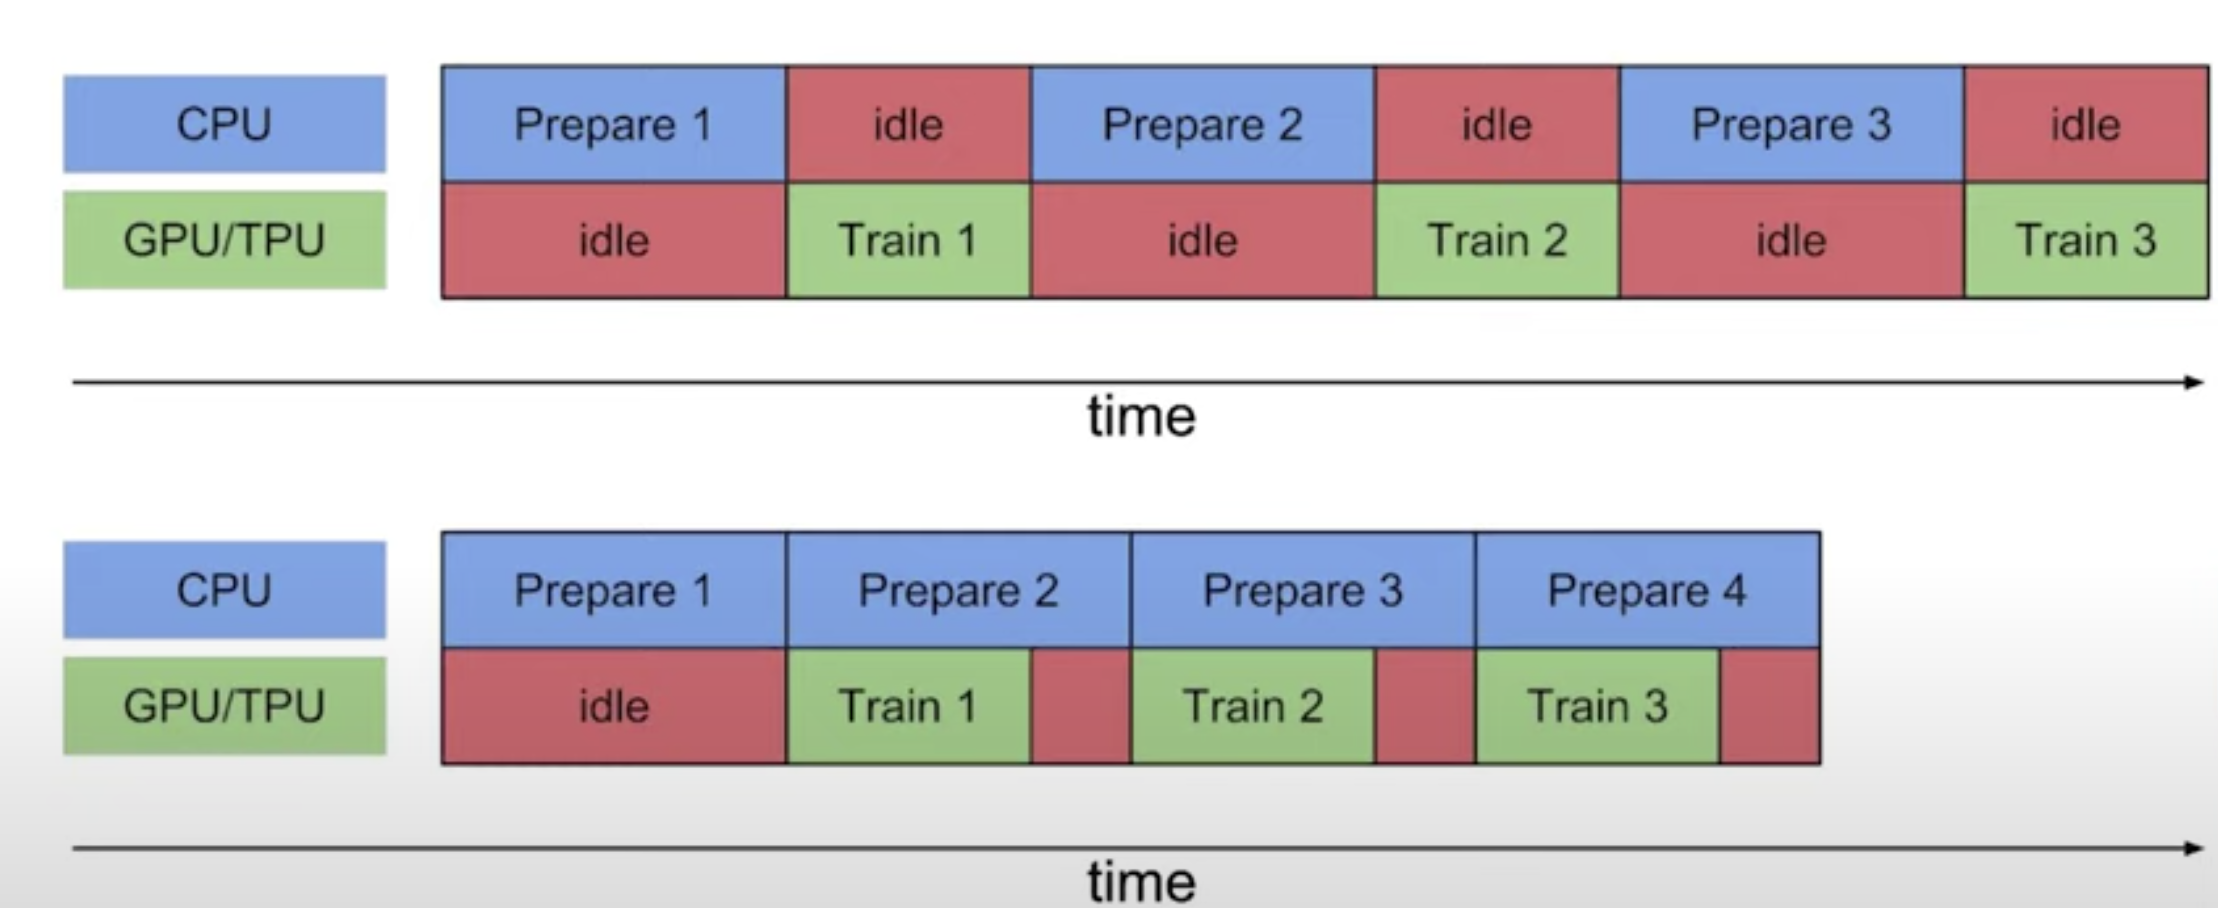 CPU Prepare 1 idle Prepare 2 idle Prepare 3 idle
GPU/TPU idle Train 1 idle Train 2 idle Train 3
time
CPU Prepare 1 Prepare 2 Prepare 3 Prepare 4
GPU/TPU idle Train 1 Train 2 Train 3
time